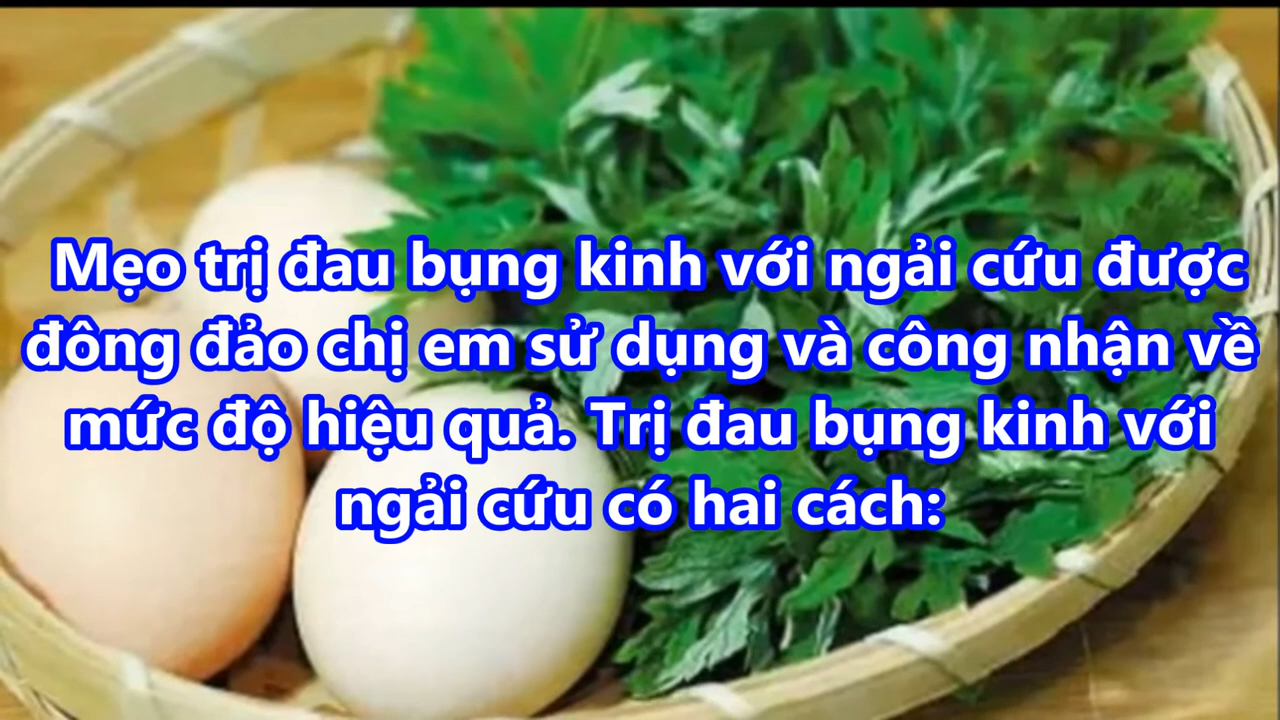 Mẹo trị đau bụng kinh với ngải cứu được
đông đảo chị em sử dụng và công nhận về
mức độ hiệu quả. Trị đau bụng kinh với
ngải cứu có hai cách: